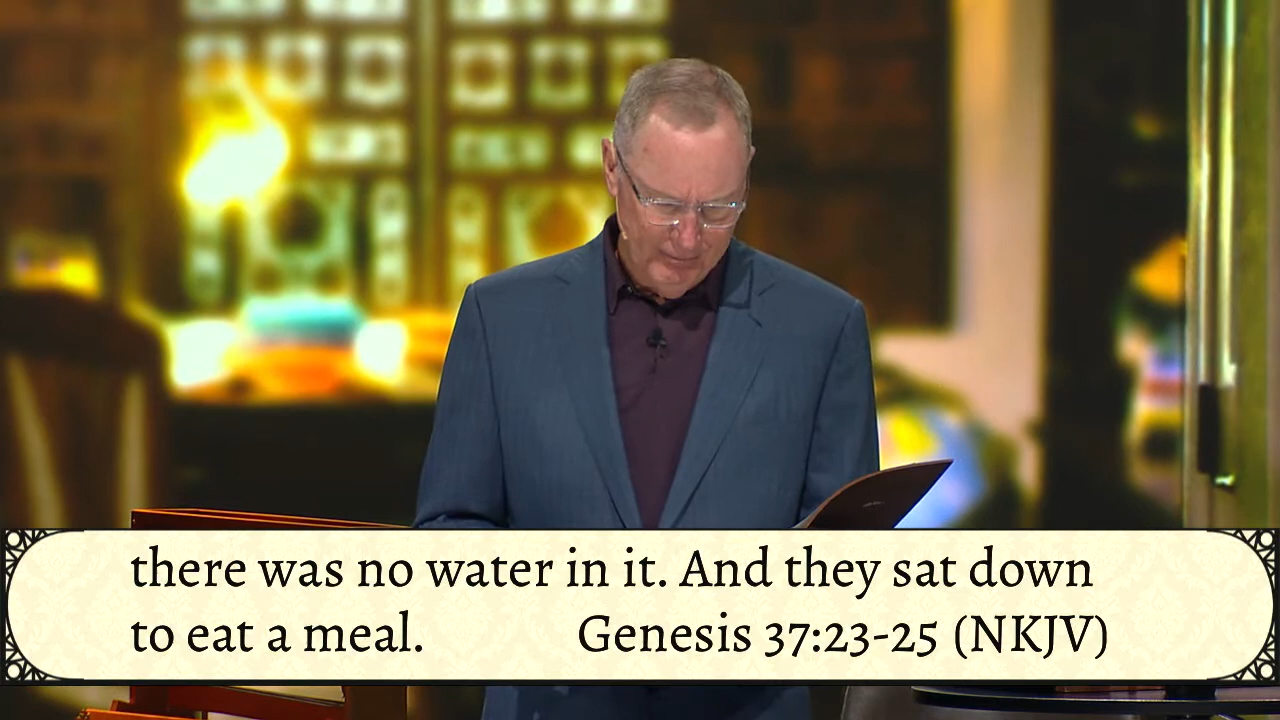 there was no water in it. And they sat down
to eat a meal. Genesis 37:23-25 (NKJV)